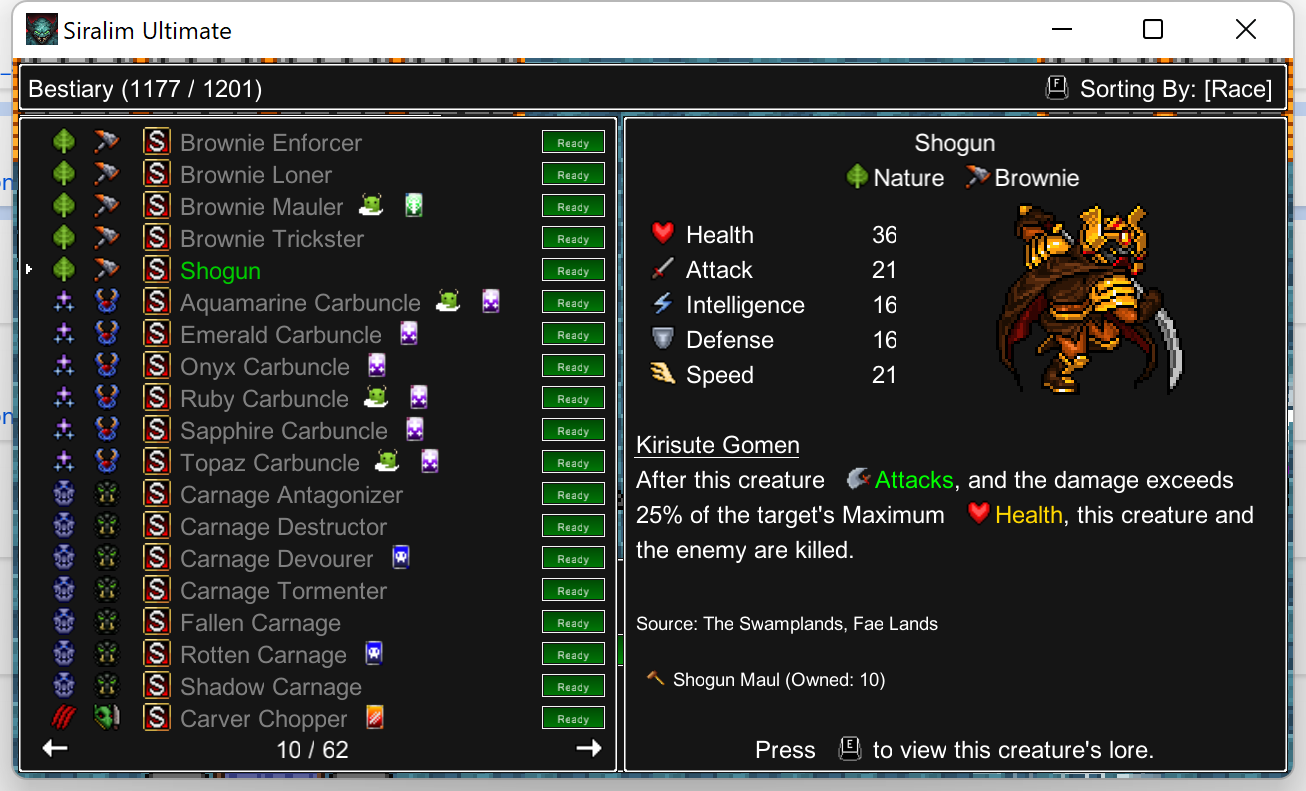 Siralim Ultimate
Bestiary (1177 / 1201)
F Sorting By: [Race]
S Brownie Enforcer Ready
S Brownie Loner Ready
S Brownie Mauler Ready
S Brownie Trickster Ready
S Shogun Ready
S Aquamarine Carbuncle Ready
S Emerald Carbuncle Ready
S Onyx Carbuncle Ready
S Ruby Carbuncle Ready
S Sapphire Carbuncle Ready
S Topaz Carbuncle Ready
S Carnage Antagonizer Ready
S Carnage Destructor Ready
S Carnage Devourer Ready
S Carnage Tormenter Ready
S Fallen Carnage Ready
S Rotten Carnage Ready
S Shadow Carnage Ready
S Carver Chopper Ready
10 / 62
Shogun
Nature Brownie
Health 36
Attack 21
Intelligence 16
Defense 16
Speed 21
Kirisute Gomen
After this creature Attacks, and the damage exceeds
25% of the target's Maximum Health, this creature and
the enemy are killed.
Source: The Swamplands, Fae Lands
Shogun Maul (Owned: 10)
Press E to view this creature's lore.